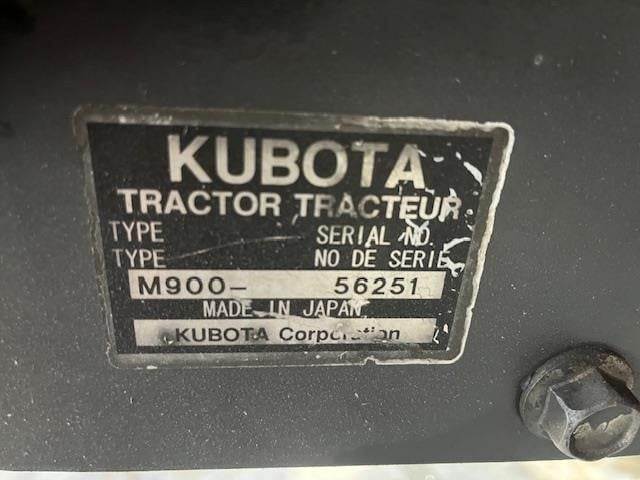 KUBOTA
TRACTOR TRACTEUR
TYPE SERIAL NO.
TYPE NO DE SERIE
M900- 56251
MADE IN JAPAN
KUBOTA Corporation